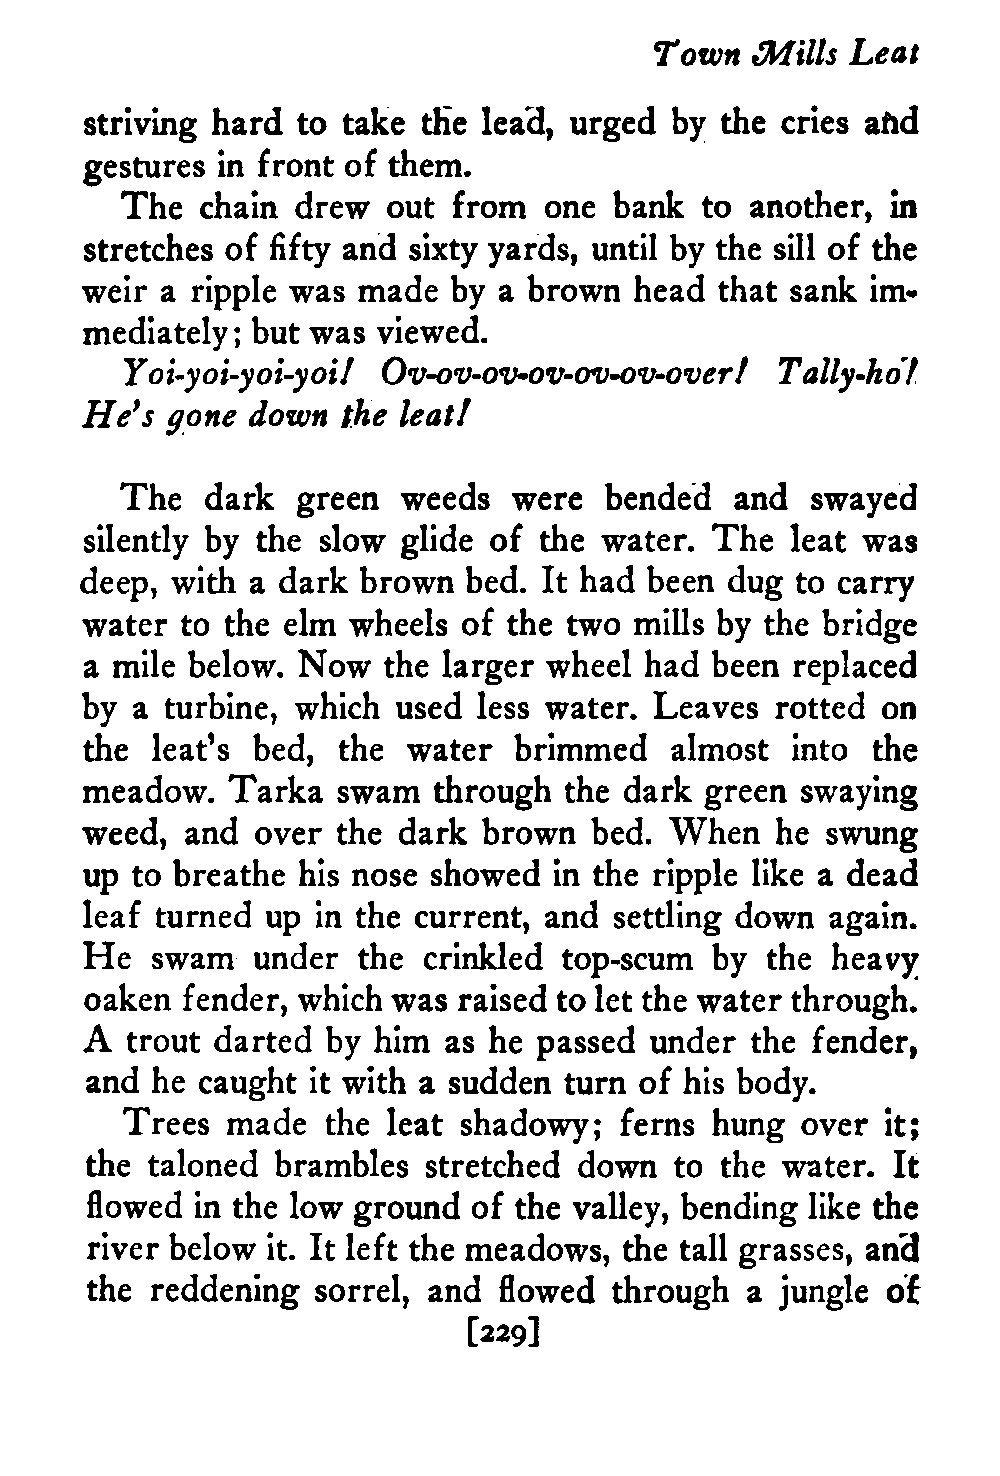 Town Mills Leat
striving hard to take the lead, urged by the cries and
gestures in front of them.
The chain drew out from one bank to another, in
stretches of fifty and sixty yards, until by the sill of the
weir a ripple was made by a brown head that sank im-
mediately; but was viewed.
Yoi-yoi-yoi-yoi! Ov-ov-ov-ov-ov-ov-over! Tally-ho!
He's gone down the leat!
The dark green weeds were bended and swayed
silently by the slow glide of the water. The leat was
deep, with a dark brown bed. It had been dug to carry
water to the elm wheels of the two mills by the bridge
a mile below. Now the larger wheel had been replaced
by a turbine, which used less water. Leaves rotted on
the leat's bed, the water brimmed almost into the
meadow. Tarka swam through the dark green swaying
weed, and over the dark brown bed. When he swung
up to breathe his nose showed in the ripple like a dead
leaf turned up in the current, and settling down again.
He swam under the crinkled top-scum by the heavy
oaken fender, which was raised to let the water through.
A trout darted by him as he passed under the fender,
and he caught it with a sudden turn of his body.
Trees made the leat shadowy; ferns hung over it;
the taloned brambles stretched down to the water. It
flowed in the low ground of the valley, bending like the
river below it. It left the meadows, the tall grasses, and
the reddening sorrel, and flowed through a jungle of
[229]